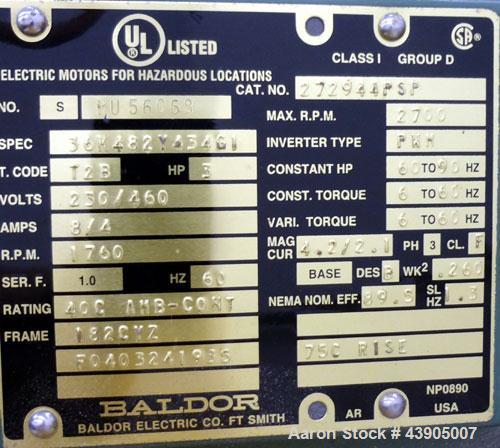 UL LISTED
SA
CLASS I GROUP D
ELECTRIC MOTORS FOR HAZARDOUS LOCATIONS
NO. S MU56068
CAT. NO. 272944PSP
SPEC 36M482Y434G1
MAX. R.P.M. 2700
T. CODE T2B HP 3
INVERTER TYPE PWM
VOLTS 230/460
CONSTANT HP 60 TO 90 HZ
AMPS 8/4
CONST. TORQUE 6 TO 60 HZ
R.P.M. 1760
VARI. TORQUE 6 TO 60 HZ
SER. F. 1.0 HZ 60
MAG CUR 4.2/2.1 PH 3 CL. F
BASE DES B WK² .260
RATING 40C AMB-CONT
NEMA NOM. EFF. 89.5 SL HZ 1.3
FRAME 182CYZ
F0403241935
75C RISE
BALDOR
NP0890
BALDOR ELECTRIC CO. FT SMITH
AR USA
Aaron Stock # 43905007